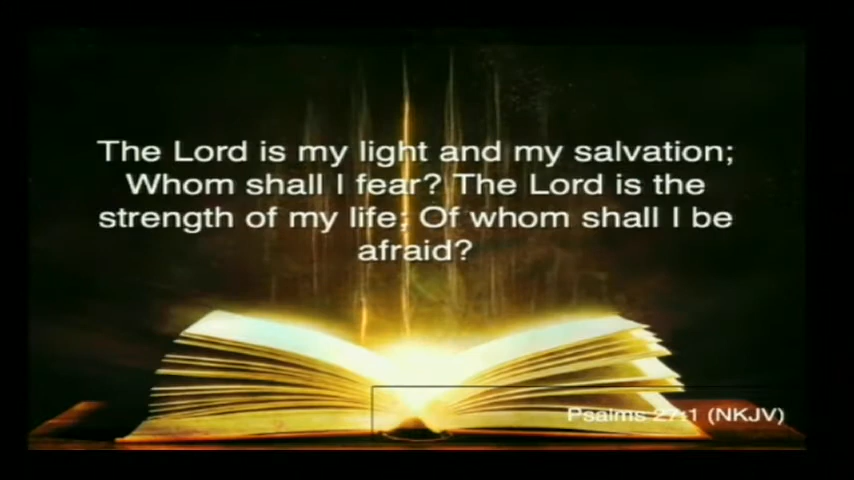 The Lord is my light and my salvation;
Whom shall I fear? The Lord is the
strength of my life; Of whom shall I be
afraid?
Psalms 27:1 (NKJV)